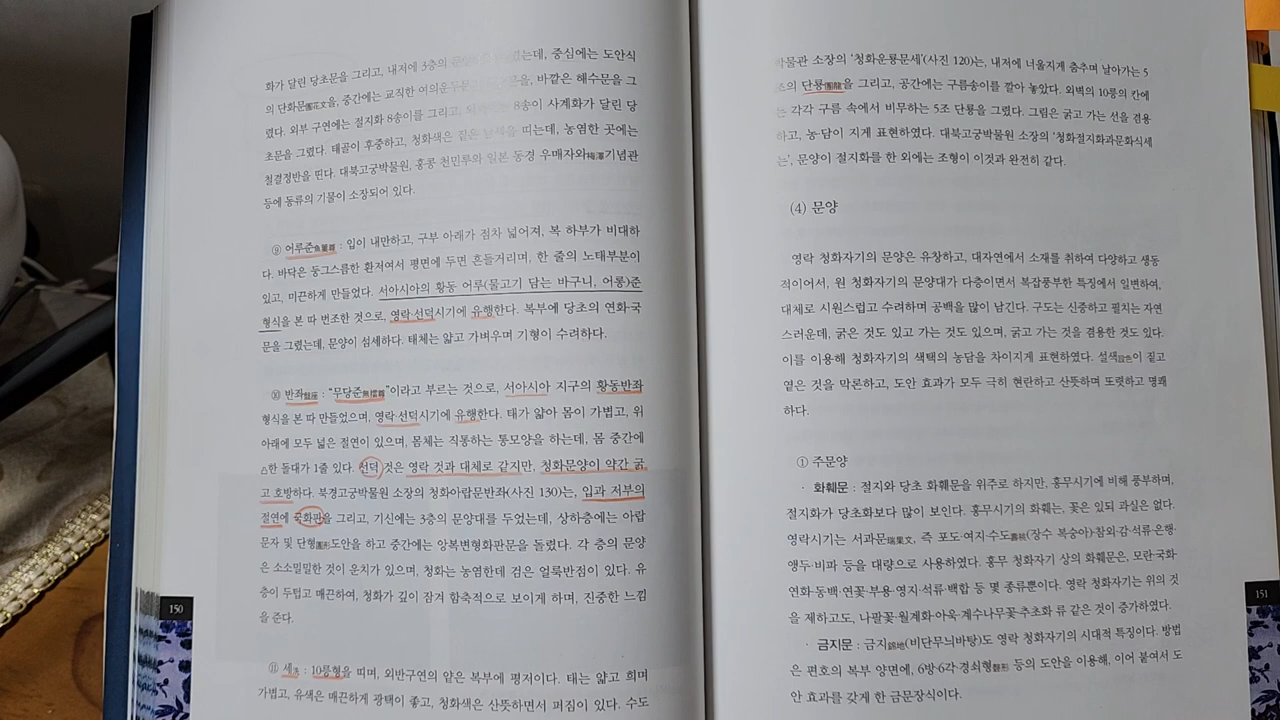 화가 달린 당초문을 그리고, 내저에 3층의 문양 는데, 중심에는 도안식
의 단화문團花文을, 중간에는 교직한 여의운두 을, 바깥은 해수문을 그
렸다. 외부 구연에는 절지화 8송이를 그리고, 외 8송이 사계화가 달린 당
초문을 그렸다. 태골이 후중하고, 청화색은 짙은 색을 띠는데, 농염한 곳에는
철결정반을 띤다. 대북고궁박물원, 홍콩 천민루와 일본 동경 우매자와梅澤기념관
등에 동류의 기물이 소장되어 있다.
⑨ 어루준魚簍尊 : 입이 내만하고, 구부 아래가 점차 넓어져, 복 하부가 비대하
다. 바닥은 둥그스름한 환저여서 평면에 두면 흔들거리며, 한 줄의 노태부분이
있고, 미끈하게 만들었다. 서아시아의 황동 어루(물고기 담는 바구니, 어롱)준
형식을 본 따 번조한 것으로, 영락·선덕시기에 유행한다. 복부에 당초의 연화·국
문을 그렸는데, 문양이 섬세하다. 태체는 얇고 가벼우며 기형이 수려하다.
⑩ 반좌盤座 : “무당준無擋尊”이라고 부르는 것으로, 서아시아 지구의 황동반좌
형식을 본 따 만들었으며, 영락·선덕시기에 유행한다. 태가 얇아 몸이 가볍고, 위
아래에 모두 넓은 절연이 있으며, 몸체는 직통하는 통모양을 하는데, 몸 중간에
△한 돌대가 1줄 있다. 선덕 것은 영락 것과 대체로 같지만, 청화문양이 약간 굵
고 호방하다. 북경고궁박물원 소장의 청화아랍문반좌(사진 130)는, 입과 저부의
절연에 국화판을 그리고, 기신에는 3층의 문양대를 두었는데, 상하층에는 아랍
문자 및 단형團形도안을 하고 중간에는 앙복변형화판문을 돌렸다. 각 층의 문양
은 소소밀밀한 것이 운치가 있으며, 청화는 농염한데 검은 얼룩반점이 있다. 유
층이 두텁고 매끈하여, 청화가 깊이 잠겨 함축적으로 보이게 하며, 진중한 느낌
을 준다.
⑪ 세洗 : 10릉형을 띠며, 외반구연의 얕은 복부에 평저이다. 태는 얇고 희며
가볍고, 유색은 매끈하게 광택이 좋고, 청화색은 산뜻하면서 퍼짐이 있다. 수도
150
박물관 소장의 ‘청화운룡문세’(사진 120)는, 내저에 너울지게 춤추며 날아가는 5
조의 단룡團龍을 그리고, 공간에는 구름송이를 깔아 놓았다. 외벽의 10릉의 칸에
는 각각 구름 속에서 비무하는 5조 단룡을 그렸다. 그림은 굵고 가는 선을 겸용
하고, 농·담이 지게 표현하였다. 대북고궁박물원 소장의 ‘청화절지화과문화식세
는’, 문양이 절지화를 한 외에는 조형이 이것과 완전히 같다.
(4) 문양
영락 청화자기의 문양은 유창하고, 대자연에서 소재를 취하여 다양하고 생동
적이어서, 원 청화자기의 문양대가 다층이면서 복잡풍부한 특징에서 일변하여,
대체로 시원스럽고 수려하며 공백을 많이 남긴다. 구도는 신중하고 필치는 자연
스러운데, 굵은 것도 있고 가는 것도 있으며, 굵고 가는 것을 겸용한 것도 있다.
이를 이용해 청화자기의 색택의 농담을 차이지게 표현하였다. 설색設色이 짙고
옅은 것을 막론하고, 도안 효과가 모두 극히 현란하고 산뜻하며 또렷하고 명쾌
하다.
① 주문양
· 화훼문 : 절지와 당초 화훼문을 위주로 하지만, 홍무시기에 비해 풍부하며,
절지화가 당초화보다 많이 보인다. 홍무시기의 화훼는, 꽃은 있되 과실은 없다.
영락시기는 서과문瑞果文, 즉 포도·여지·수도壽桃(장수 복숭아)·참외·감·석류·은행·
앵두·비파 등을 대량으로 사용하였다. 홍무 청화자기 상의 화훼문은, 모란·국화·
연화·동백·연꽃·부용·영지·석류·백합 등 몇 종류뿐이다. 영락 청화자기는 위의 것
을 제하고도, 나팔꽃·월계화·아욱·계수나무꽃·추초화 류 같은 것이 증가하였다.
· 금지문 : 금지錦地(비단무늬바탕)도 영락 청화자기의 시대적 특징이다. 방법
은 편호의 복부 양면에, 6방·6각·경쇠형磬形 등의 도안을 이용해, 이어 붙여서 도
안 효과를 갖게 한 금문장식이다.
151